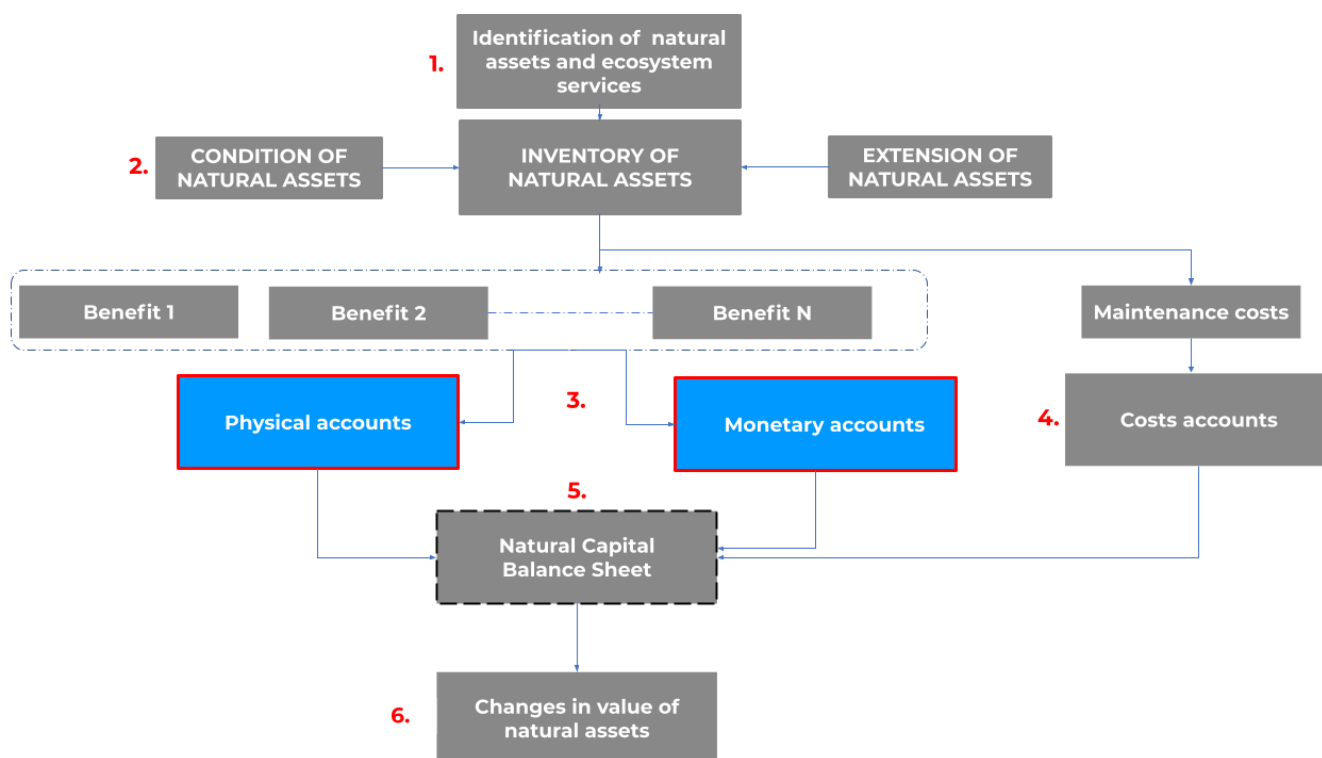 Identification of natural
assets and ecosystem
services
1.
2.
CONDITION OF
NATURAL ASSETS
INVENTORY OF
NATURAL ASSETS
EXTENSION OF
NATURAL ASSETS
Benefit 1
Benefit 2
Benefit N
Maintenance costs
Physical accounts
3.
Monetary accounts
4.
Costs accounts
5.
Natural Capital
Balance Sheet
6.
Changes in value of
natural assets